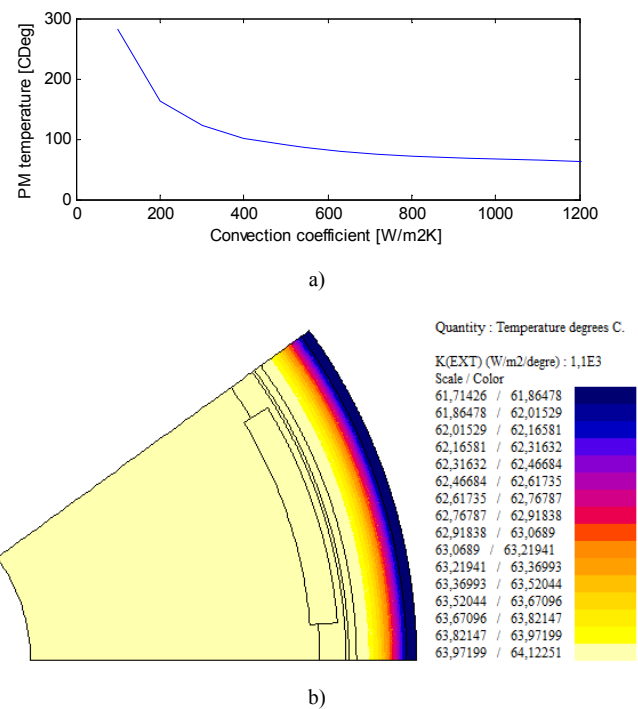 300
200
100
0
PM temperature [CDeg]
0 200 400 600 800 1000 1200
Convection coefficient [W/m2K]
a)
Quantity : Temperature degrees C.
K(EXT) (W/m2/degre) : 1,1E3
Scale / Color
61,71426 / 61,86478
61,86478 / 62,01529
62,01529 / 62,16581
62,16581 / 62,31632
62,31632 / 62,46684
62,46684 / 62,61735
62,61735 / 62,76787
62,76787 / 62,91838
62,91838 / 63,0689
63,0689 / 63,21941
63,21941 / 63,36993
63,36993 / 63,52044
63,52044 / 63,67096
63,67096 / 63,82147
63,82147 / 63,97199
63,97199 / 64,12251
b)